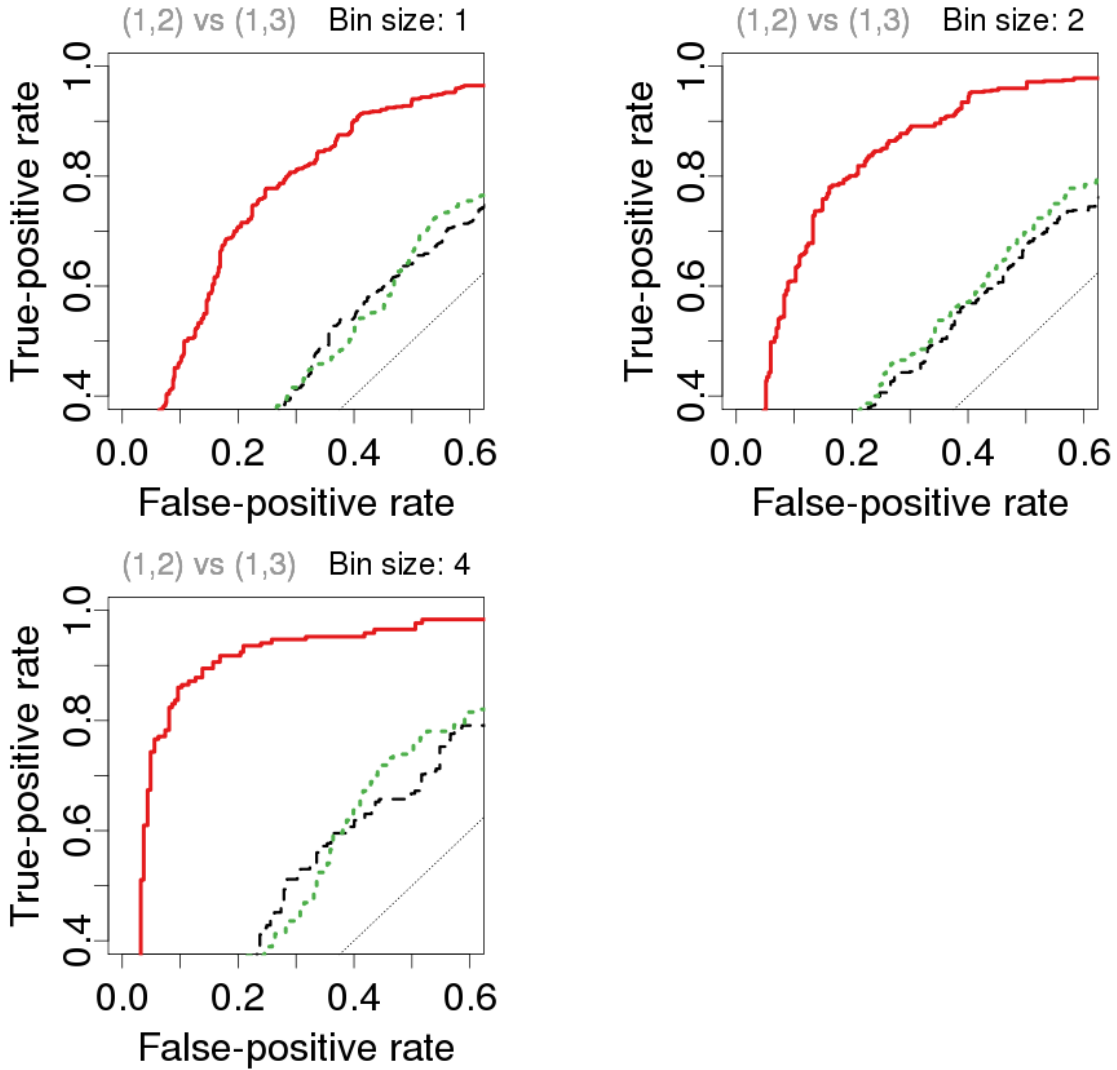 (1,2) vs (1,3) Bin size: 1
True-positive rate
1.0
0.8
0.6
0.4
0.0 0.2 0.4 0.6
False-positive rate
(1,2) vs (1,3) Bin size: 2
True-positive rate
1.0
0.8
0.6
0.4
0.0 0.2 0.4 0.6
False-positive rate
(1,2) vs (1,3) Bin size: 4
True-positive rate
1.0
0.8
0.6
0.4
0.0 0.2 0.4 0.6
False-positive rate